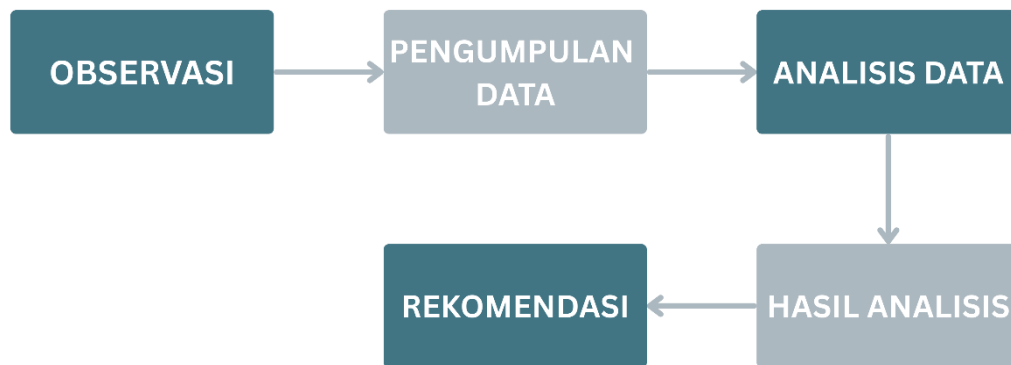 OBSERVASI
PENGUMPULAN
DATA
ANALISIS DATA
HASIL ANALISIS
REKOMENDASI